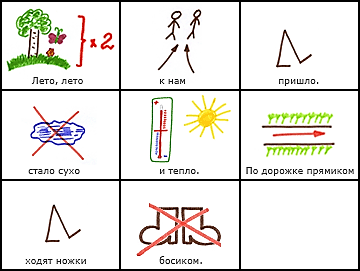 x 2
Лето, лето
к нам
пришло.
стало сухо
и тепло.
По дорожке прямиком
ходят ножки
босиком.